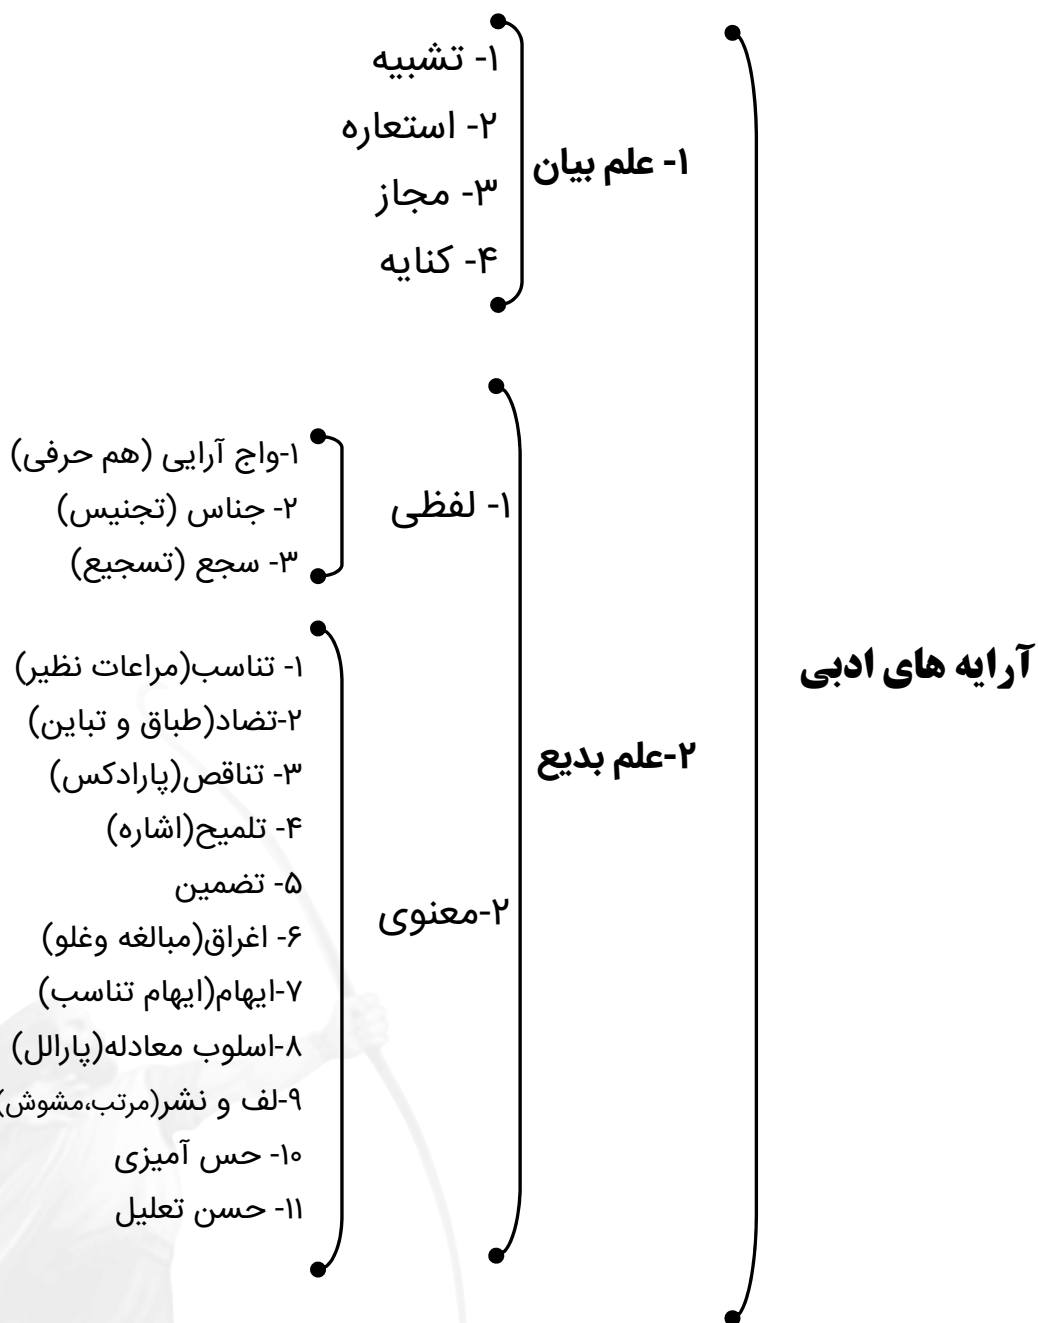 آرایه های ادبی
۱- علم بیان
۱- تشبیه
۲- استعاره
۳- مجاز
۴- کنایه
۲-علم بدیع
۱- لفظی
۱-واج آرایی (هم حرفی)
۲- جناس (تجنیس)
۳- سجع (تسجیع)
۲-معنوی
۱- تناسب(مراعات نظیر)
۲-تضاد(طباق و تباین)
۳- تناقص(پارادکس)
۴- تلمیح(اشاره)
۵- تضمین
۶- اغراق(مبالغه وغلو)
۷-ایهام(ایهام تناسب)
۸-اسلوب معادله(پارالل)
۹-لف و نشر(مرتب،مشوش)
۱۰- حس آمیزی
۱۱- حسن تعلیل